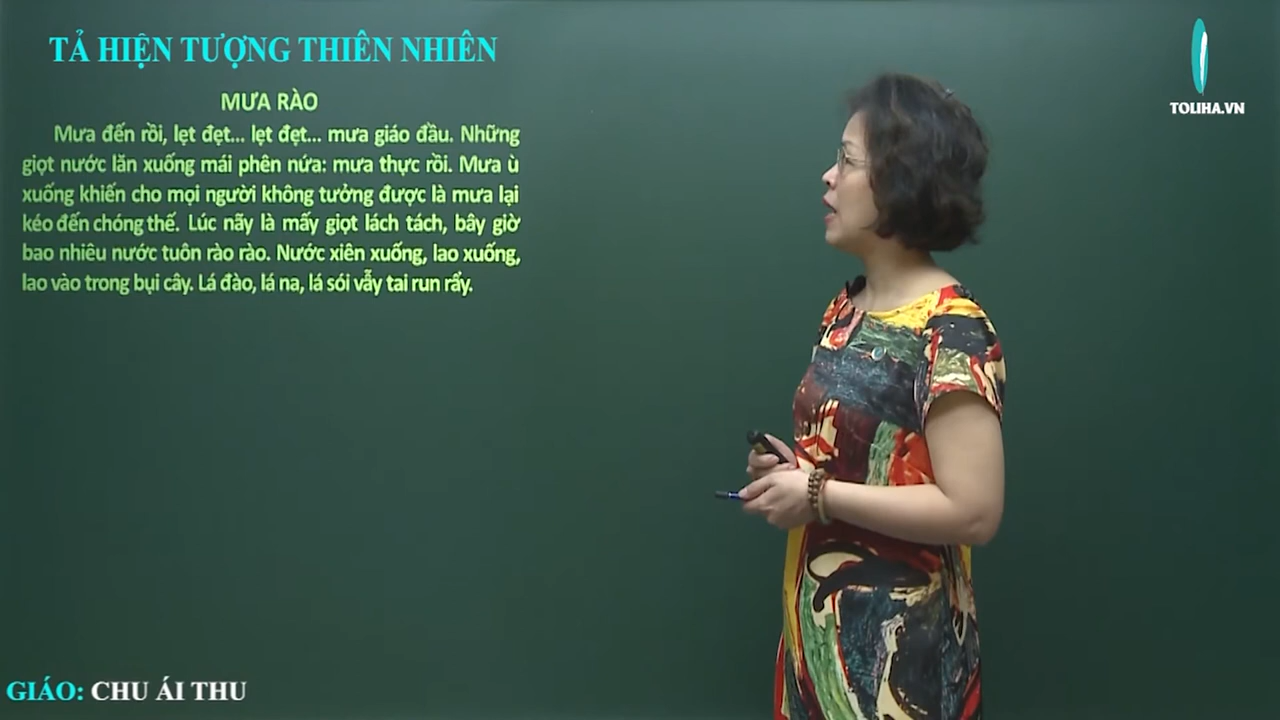 TẢ HIỆN TƯỢNG THIÊN NHIÊN
MƯA RÀO
Mưa đến rồi, lẹt đẹt... lẹt đẹt... mưa giáo đầu. Những
giọt nước lăn xuống mái phên nứa: mưa thực rồi. Mưa ù
xuống khiến cho mọi người không tưởng được là mưa lại
kéo đến chóng thế. Lúc nãy là mấy giọt lách tách, bây giờ
bao nhiêu nước tuôn rào rào. Nước xiên xuống, lao xuống,
lao vào trong bụi cây. Lá đào, lá na, lá sói vẫy tai run rẩy.
TOLIHA.VN
GIÁO: CHU ÁI THU